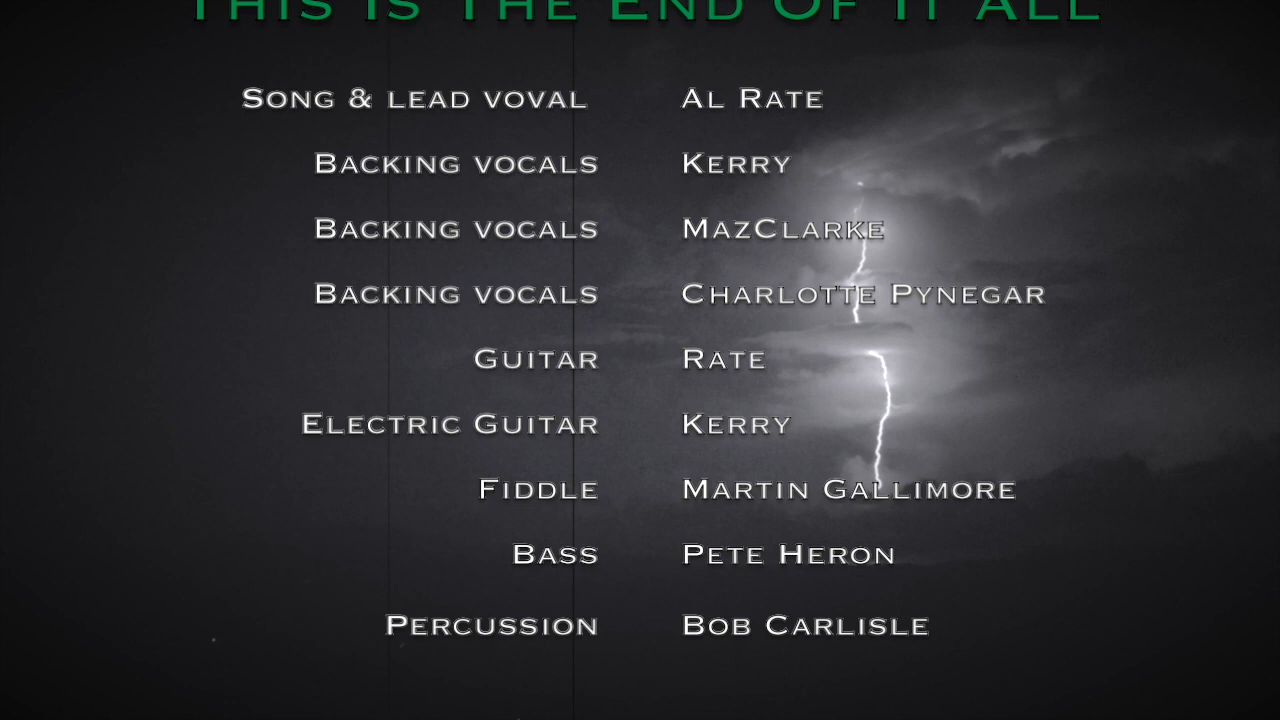 This Is The End Of It All
Song & lead voval Al Rate
Backing vocals Kerry
Backing vocals MazClarke
Backing vocals Charlotte Pynegar
Guitar Rate
Electric Guitar Kerry
Fiddle Martin Gallimore
Bass Pete Heron
Percussion Bob Carlisle